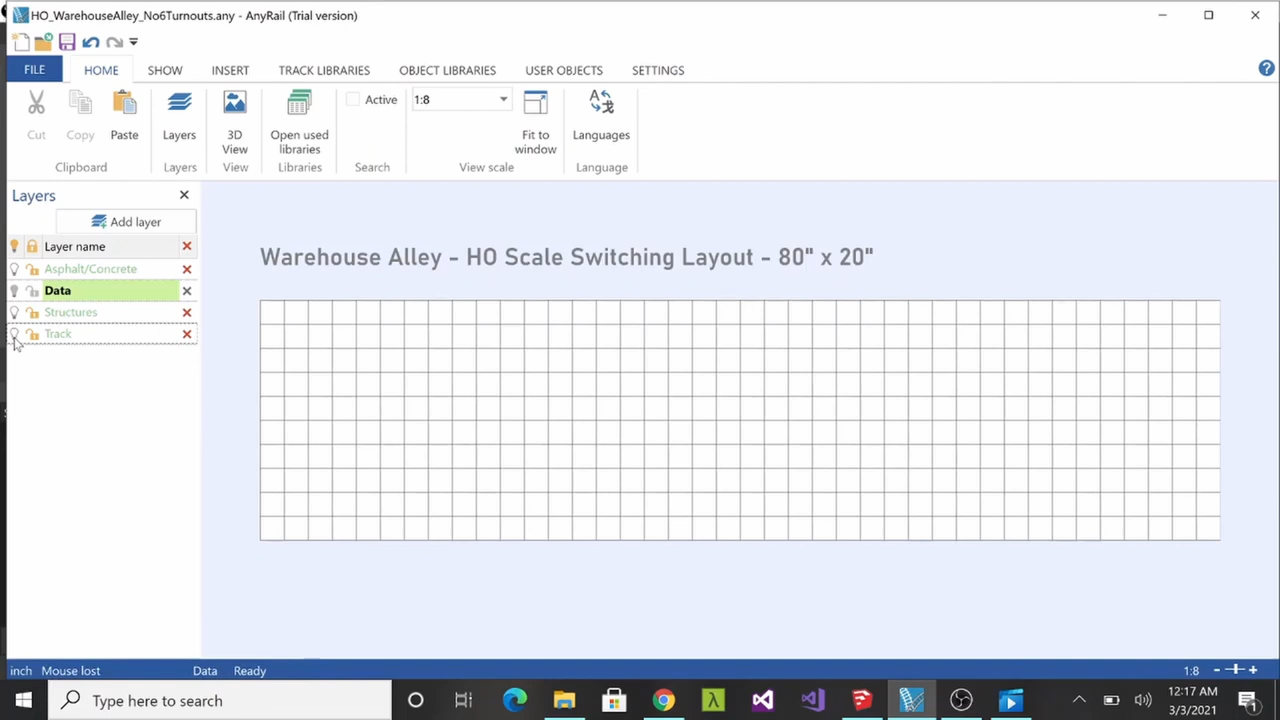 HO_WarehouseAlley_No6Turnouts.any - AnyRail (Trial version)
FILE HOME SHOW INSERT TRACK LIBRARIES OBJECT LIBRARIES USER OBJECTS SETTINGS
Cut Copy Paste
Clipboard
Layers
Layers
3D View
View
Open used libraries
Libraries
Active
Search
1:8
Fit to window
View scale
Languages
Language
Layers
Add layer
Layer name
Asphalt/Concrete
Data
Structures
Track
Warehouse Alley - HO Scale Switching Layout - 80" x 20"
inch Mouse lost Data Ready 1:8
Type here to search
12:17 AM
3/3/2021
1